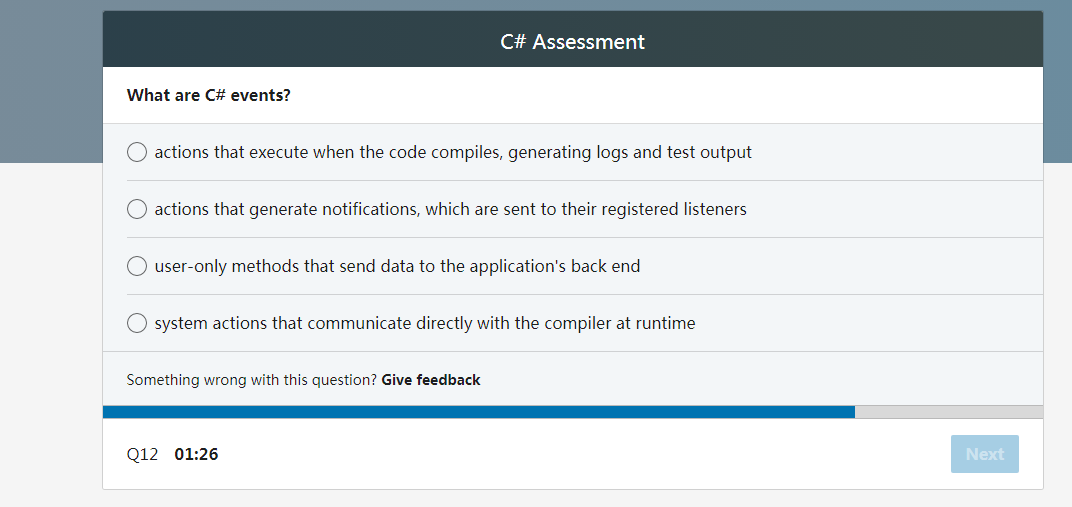 C# Assessment
What are C# events?
actions that execute when the code compiles, generating logs and test output
actions that generate notifications, which are sent to their registered listeners
user-only methods that send data to the application's back end
system actions that communicate directly with the compiler at runtime
Something wrong with this question? Give feedback
Q12 01:26
Next